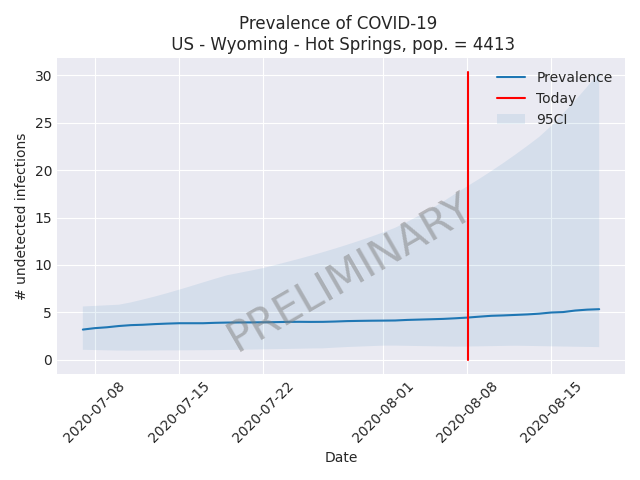 Prevalence of COVID-19
US - Wyoming - Hot Springs, pop. = 4413
Prevalence
Today
95CI
# undetected infections
30
25
20
15
10
5
0
PRELIMINARY
2020-07-08
2020-07-15
2020-07-22
2020-08-01
2020-08-08
2020-08-15
Date